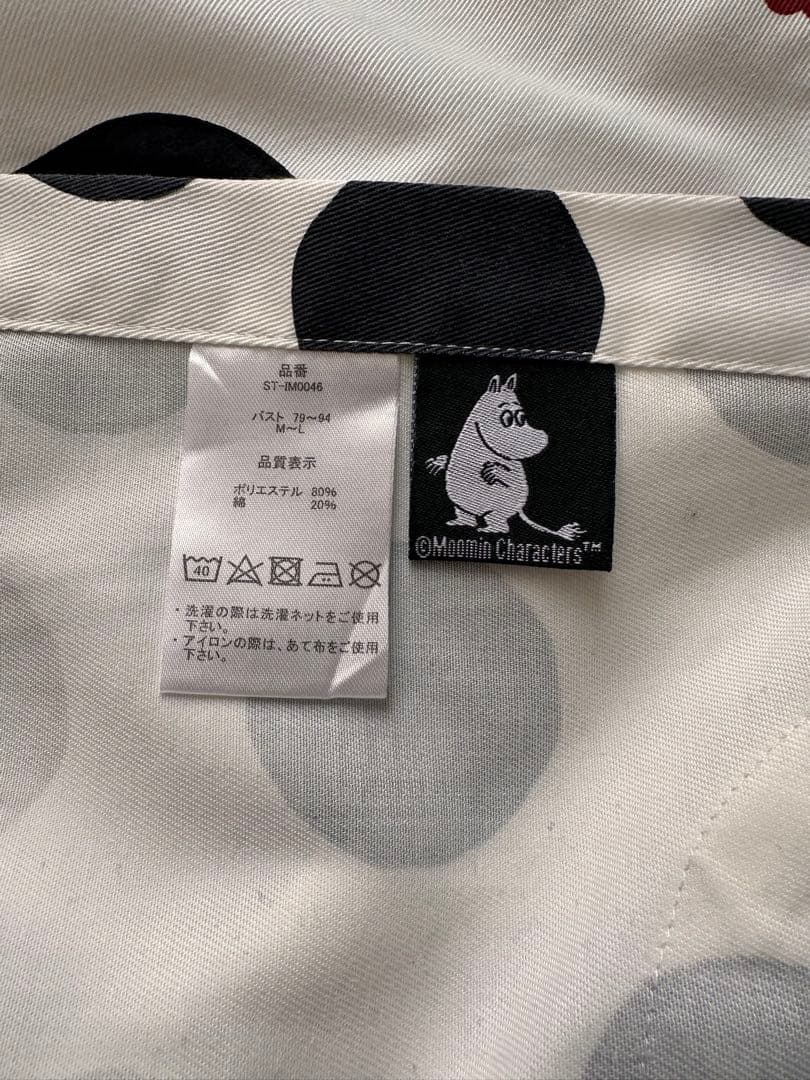 品番
ST-IM0046
バスト 79〜94
M〜L
品質表示
ポリエステル 80%
綿 20%
40
・洗濯の際は洗濯ネットをご使用
下さい。
・アイロンの際は、あて布をご使用
下さい。
©Moomin Characters™